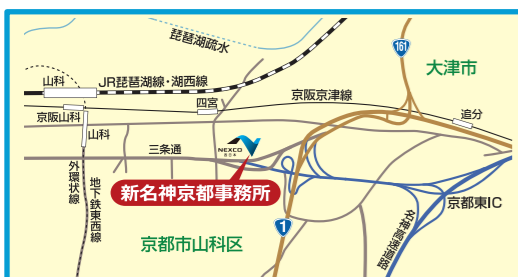 琵琶湖疏水
161
大津市
山科
JR琵琶湖線・湖西線
四宮
京阪京津線
追分
京阪山科
山科
三条通
NEXCO
西日本
新名神京都事務所
外環状線
地下鉄東西線
京都東IC
名神高速道路
1
京都市山科区